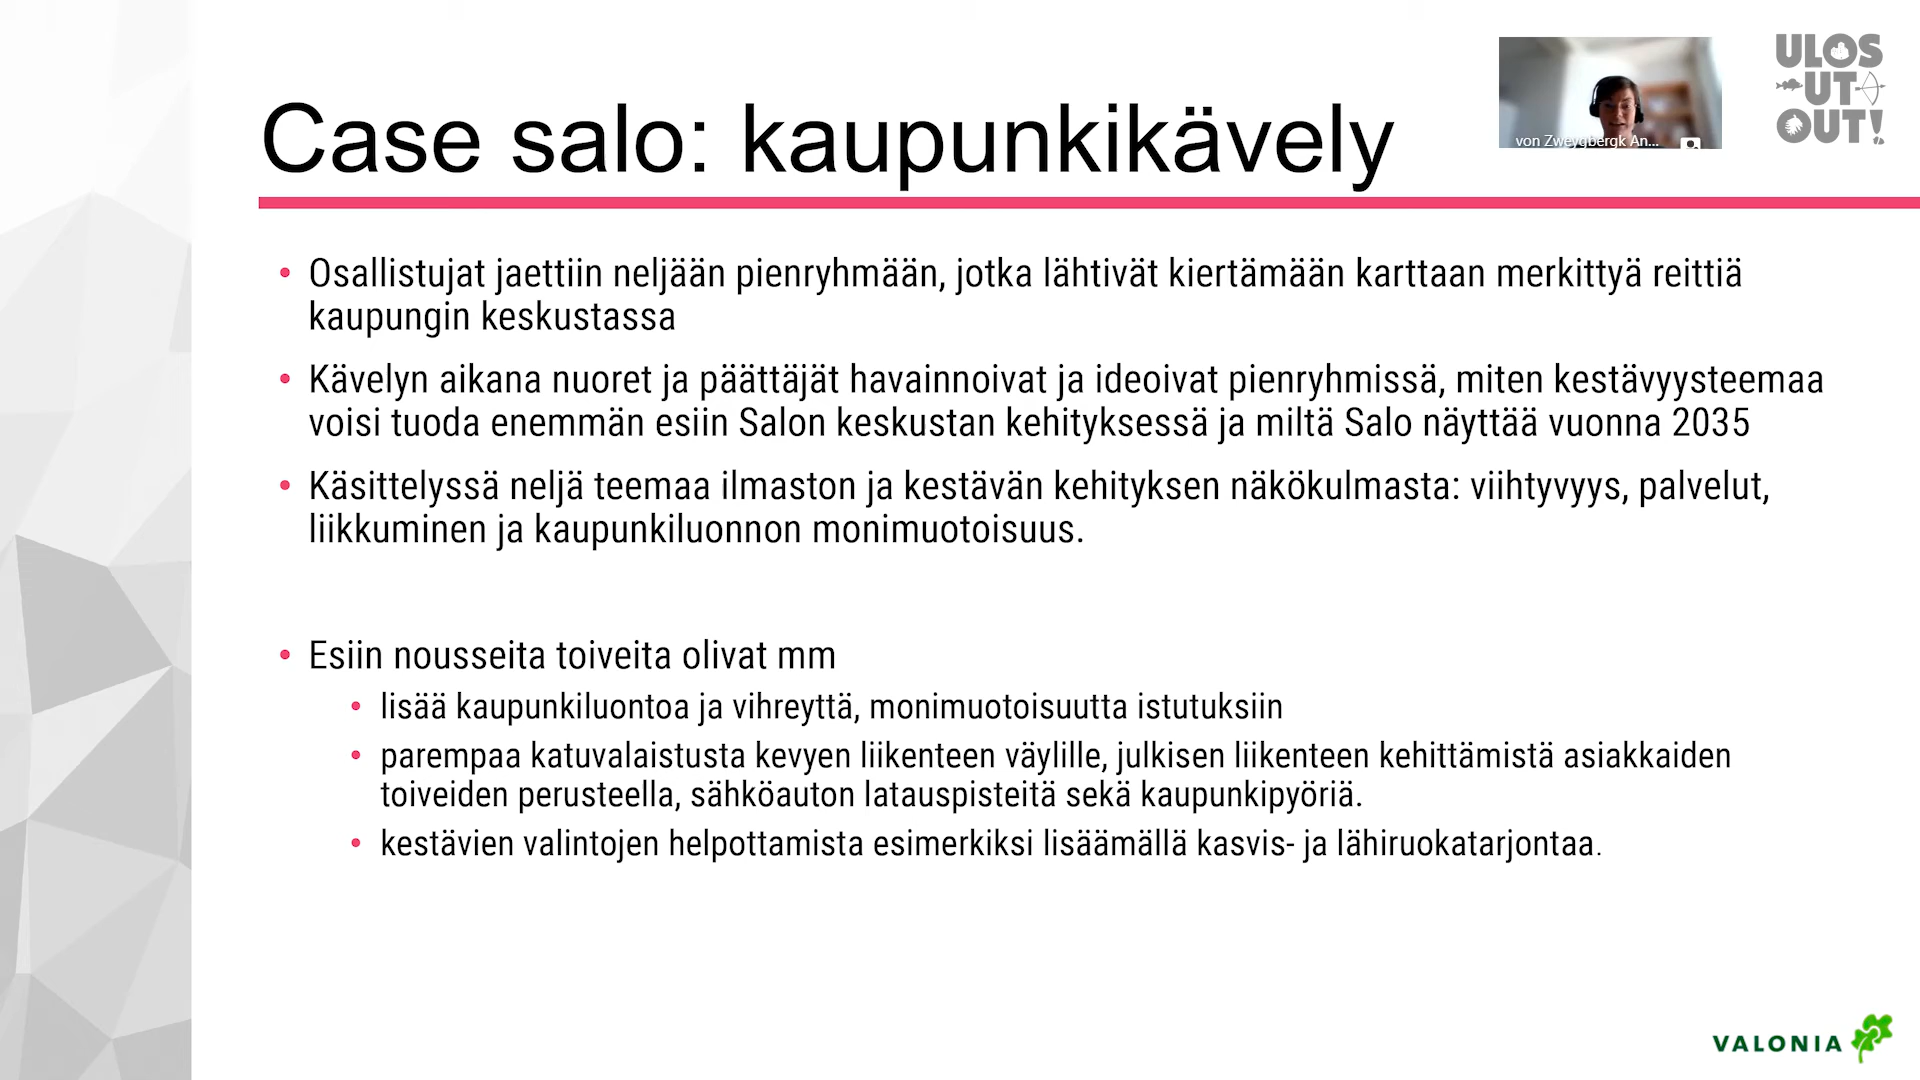 Case salo: kaupunkikävely
von Zweygbergk An...
ULOS
UT
OUT!
• Osallistujat jaettiin neljään pienryhmään, jotka lähtivät kiertämään karttaan merkittyä reittiä
kaupungin keskustassa
• Kävelyn aikana nuoret ja päättäjät havainnoivat ja ideoivat pienryhmissä, miten kestävyysteemaa
voisi tuoda enemmän esiin Salon keskustan kehityksessä ja miltä Salo näyttää vuonna 2035
• Käsittelyssä neljä teemaa ilmaston ja kestävän kehityksen näkökulmasta: viihtyvyys, palvelut,
liikkuminen ja kaupunkiluonnon monimuotoisuus.
• Esiin nousseita toiveita olivat mm
• lisää kaupunkiluontoa ja vihreyttä, monimuotoisuutta istutuksiin
• parempaa katuvalaistusta kevyen liikenteen väylille, julkisen liikenteen kehittämistä asiakkaiden
toiveiden perusteella, sähköauton latauspisteitä sekä kaupunkipyöriä.
• kestävien valintojen helpottamista esimerkiksi lisäämällä kasvis- ja lähiruokatarjontaa.
VALONIA